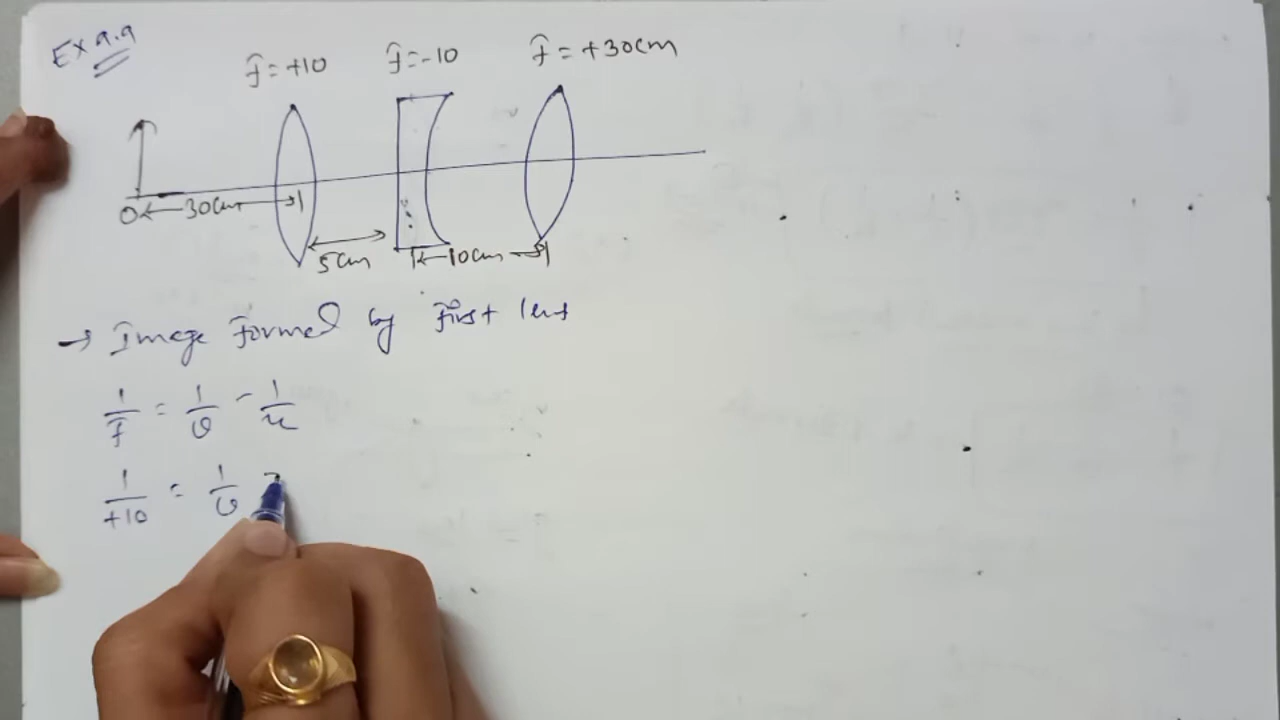 Ex 9.9
f=+10 f=-10 f=+30cm
O 30cm
5cm 10cm
→ Image formed by first lens
1/f = 1/v - 1/u
1/+10 = 1/v -